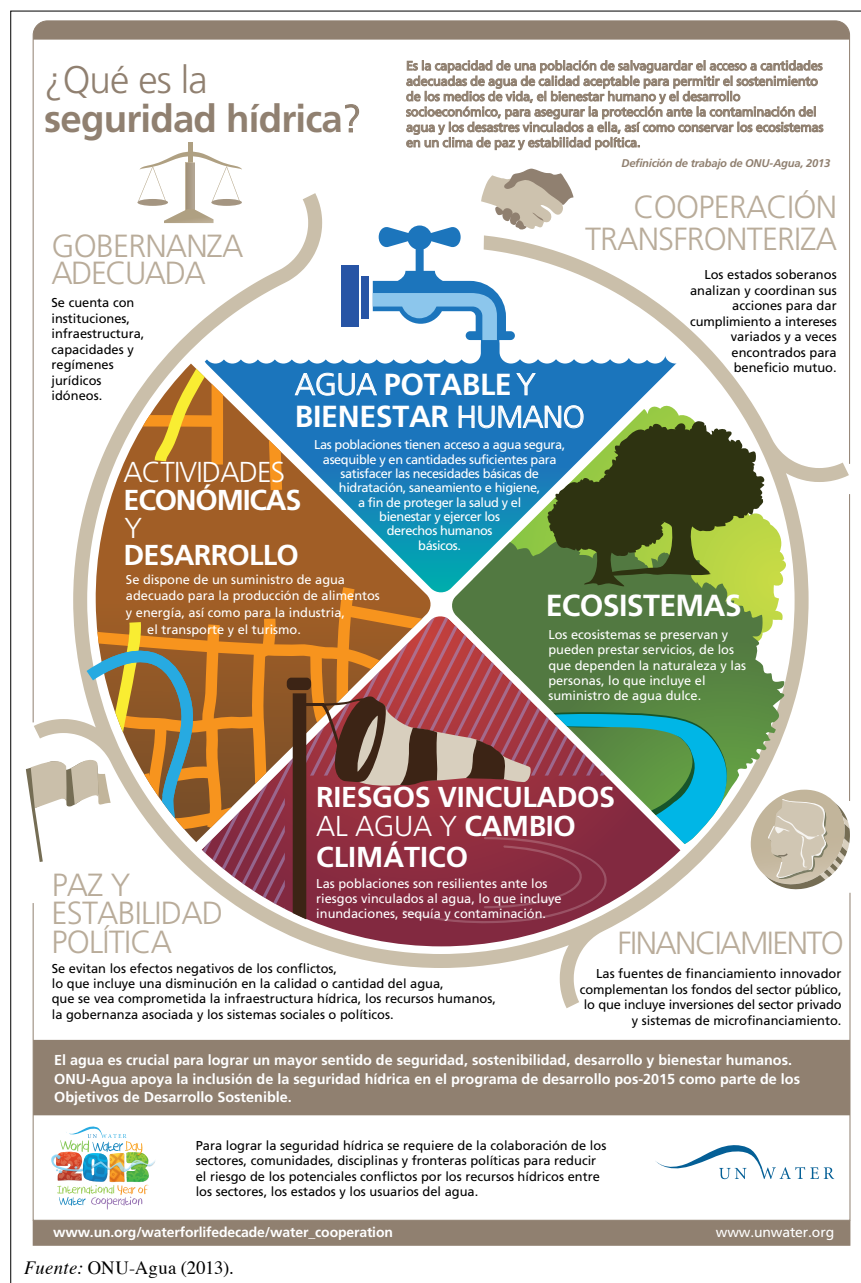 ¿Qué es la
seguridad hídrica?
Es la capacidad de una población de salvaguardar el acceso a cantidades
adecuadas de agua de calidad aceptable para permitir el sostenimiento
de los medios de vida, el bienestar humano y el desarrollo
socioeconómico, para asegurar la protección ante la contaminación del
agua y los desastres vinculados a ella, así como conservar los ecosistemas
en un clima de paz y estabilidad política.
Definición de trabajo de ONU-Agua, 2013
GOBERNANZA
ADECUADA
Se cuenta con
instituciones,
infraestructura,
capacidades y
regímenes
jurídicos
idóneos.
COOPERACIÓN
TRANSFRONTERIZA
Los estados soberanos
analizan y coordinan sus
acciones para dar
cumplimiento a intereses
variados y a veces
encontrados para
beneficio mutuo.
AGUA POTABLE Y
BIENESTAR HUMANO
Las poblaciones tienen acceso a agua segura,
asequible y en cantidades suficientes para
satisfacer las necesidades básicas de
hidratación, saneamiento e higiene,
a fin de proteger la salud y el
bienestar y ejercer los
derechos humanos
básicos.
ACTIVIDADES
ECONÓMICAS
Y
DESARROLLO
Se dispone de un suministro de agua
adecuado para la producción de alimentos
y energía, así como para la industria,
el transporte y el turismo.
ECOSISTEMAS
Los ecosistemas se preservan y
pueden prestar servicios, de los
que dependen la naturaleza y las
personas, lo que incluye el
suministro de agua dulce.
RIESGOS VINCULADOS
AL AGUA Y CAMBIO
CLIMÁTICO
Las poblaciones son resilientes ante los
riesgos vinculados al agua, lo que incluye
inundaciones, sequía y contaminación.
PAZ Y
ESTABILIDAD
POLÍTICA
Se evitan los efectos negativos de los conflictos,
lo que incluye una disminución en la calidad o cantidad del agua,
que se vea comprometida la infraestructura hídrica, los recursos humanos,
la gobernanza asociada y los sistemas sociales o políticos.
FINANCIAMIENTO
Las fuentes de financiamiento innovador
complementan los fondos del sector público,
lo que incluye inversiones del sector privado
y sistemas de microfinanciamiento.
El agua es crucial para lograr un mayor sentido de seguridad, sostenibilidad, desarrollo y bienestar humanos.
ONU-Agua apoya la inclusión de la seguridad hídrica en el programa de desarrollo pos-2015 como parte de los
Objetivos de Desarrollo Sostenible.
UN WATER
World Water Day
2013
International Year of
Water Cooperation
Para lograr la seguridad hídrica se requiere de la colaboración de los
sectores, comunidades, disciplinas y fronteras políticas para reducir
el riesgo de los potenciales conflictos por los recursos hídricos entre
los sectores, los estados y los usuarios del agua.
UN WATER
www.un.org/waterforlifedecade/water_cooperation
www.unwater.org
Fuente: ONU-Agua (2013).